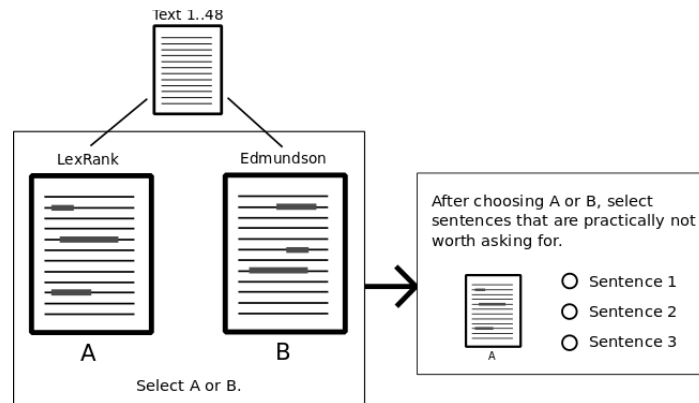 Text 1..48
LexRank
Edmundson
A
B
Select A or B.
After choosing A or B, select
sentences that are practically not
worth asking for.
A
Sentence 1
Sentence 2
Sentence 3